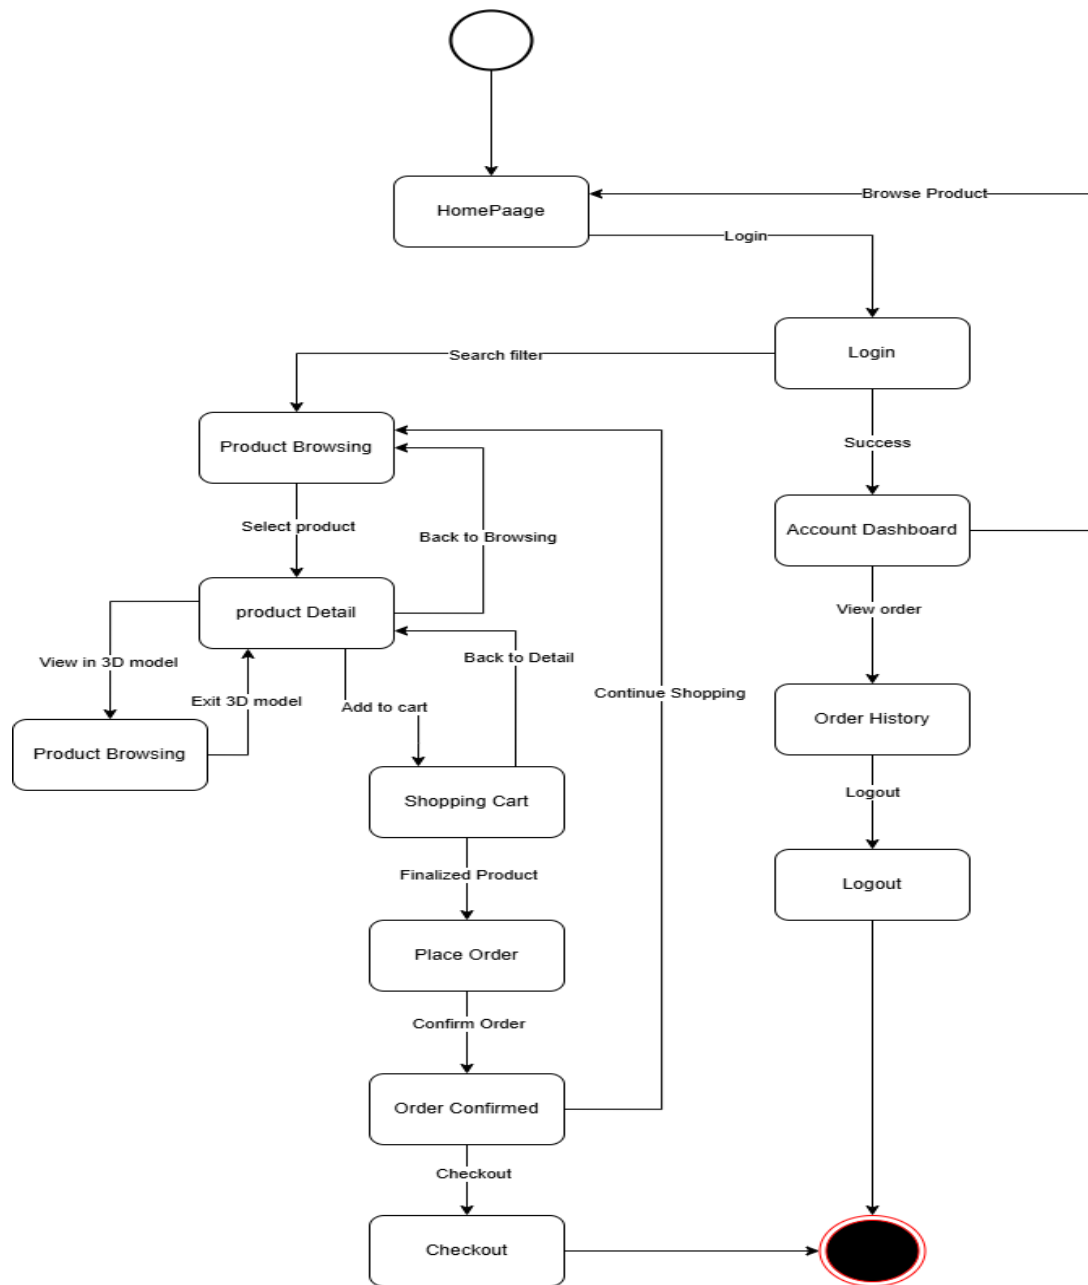 HomePaage
Browse Product
Login
Login
Search filter
Product Browsing
Success
Select product
Back to Browsing
Account Dashboard
product Detail
View order
View in 3D model
Back to Detail
Exit 3D model
Add to cart
Continue Shopping
Product Browsing
Order History
Shopping Cart
Logout
Finalized Product
Logout
Place Order
Confirm Order
Order Confirmed
Checkout
Checkout